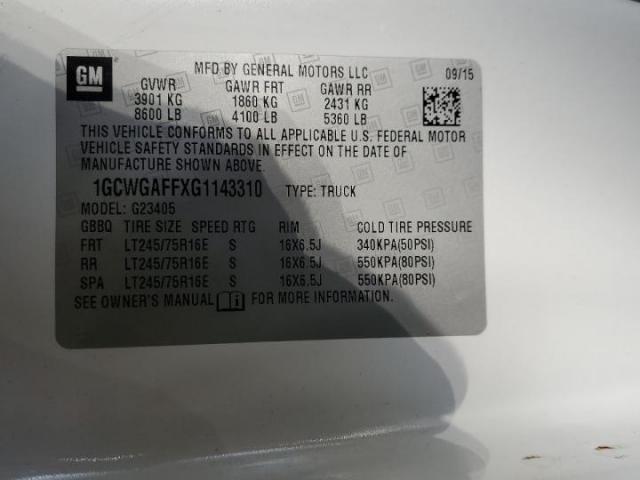 GM
MFD BY GENERAL MOTORS LLC 09/15
GVWR GAWR FRT GAWR RR
3901 KG 1860 KG 2431 KG
8600 LB 4100 LB 5360 LB
THIS VEHICLE CONFORMS TO ALL APPLICABLE U.S. FEDERAL MOTOR
VEHICLE SAFETY STANDARDS IN EFFECT ON THE DATE OF
MANUFACTURE SHOWN ABOVE.
1GCWGAFFXG1143310 TYPE: TRUCK
MODEL: G23405
GBBQ TIRE SIZE SPEED RTG RIM COLD TIRE PRESSURE
FRT LT245/75R16E S 16X6.5J 340KPA(50PSI)
RR LT245/75R16E S 16X6.5J 550KPA(80PSI)
SPA LT245/75R16E S 16X6.5J 550KPA(80PSI)
SEE OWNER'S MANUAL FOR MORE INFORMATION.